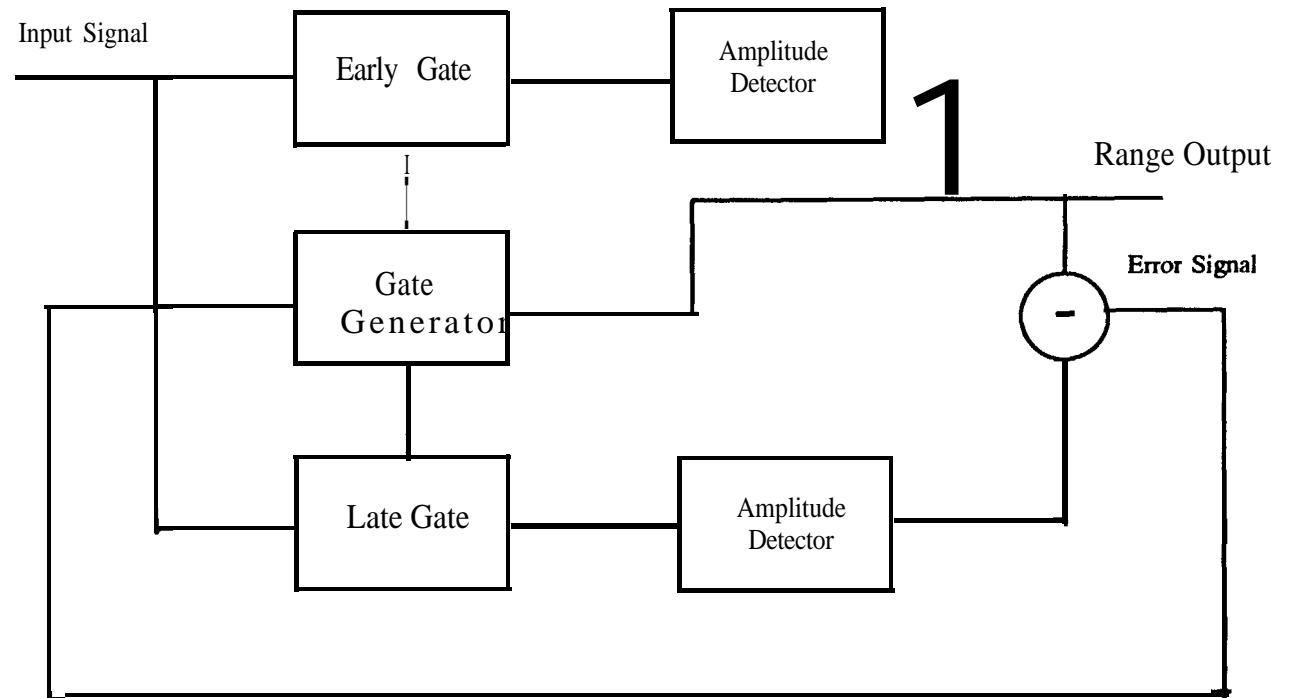 Input Signal
Early Gate
Amplitude
Detector
1
Range Output
I
Gate
Generator
Error Signal
-
Late Gate
Amplitude
Detector